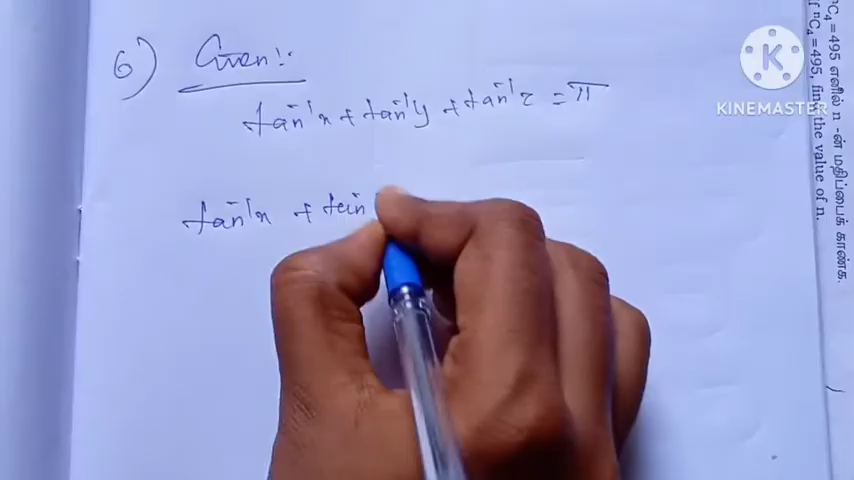 6) Given:
tan⁻¹x + tan⁻¹y + tan⁻¹z = π
tan⁻¹x + tan⁻
KINEMASTER
ⁿC₄ = 495 எனில் n -ன் மதிப்பைக் காண்க.
If ⁿC₄ = 495, find the value of n.